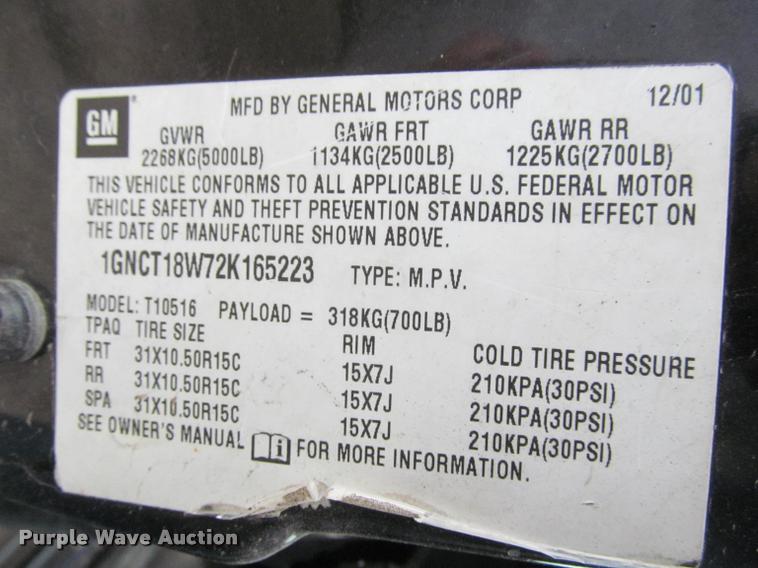 GM MFD BY GENERAL MOTORS CORP 12/01
GVWR GAWR FRT GAWR RR
2268KG(5000LB) 1134KG(2500LB) 1225KG(2700LB)
THIS VEHICLE CONFORMS TO ALL APPLICABLE U.S. FEDERAL MOTOR
VEHICLE SAFETY AND THEFT PREVENTION STANDARDS IN EFFECT ON
THE DATE OF MANUFACTURE SHOWN ABOVE.
1GNCT18W72K165223 TYPE: M.P.V.
MODEL: T10516 PAYLOAD = 318KG(700LB)
TPAQ TIRE SIZE RIM COLD TIRE PRESSURE
FRT 31X10.50R15C 15X7J 210KPA(30PSI)
RR 31X10.50R15C 15X7J 210KPA(30PSI)
SPA 31X10.50R15C 15X7J 210KPA(30PSI)
SEE OWNER'S MANUAL i FOR MORE INFORMATION.
Purple Wave Auction